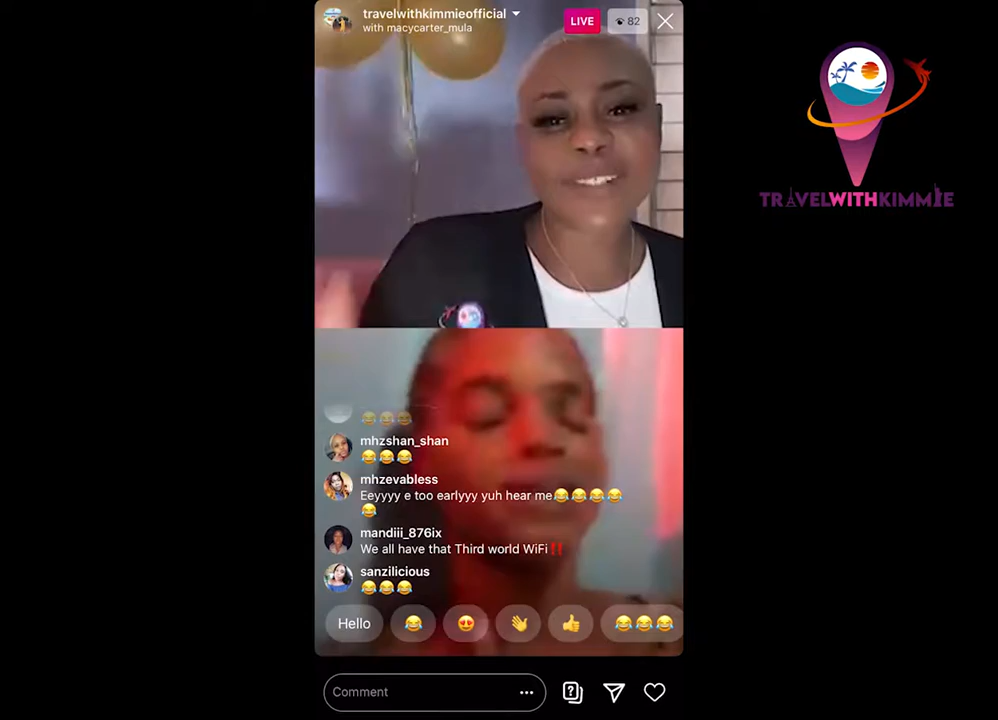 travelwithkimmieofficial
with macycarter_mula
LIVE
82
TRAVELWITHKIMMIE
😂😂😂
mhzshan_shan
😂😂😂
mhzevabless
Eeyyyy e too earlyyy yuh hear me😂😂😂😂
😂
mandiii_876ix
We all have that Third world WiFi‼️
sanzilicious
😂😂😂
Hello 😂 😍 👋 👍 😂😂😂
Comment